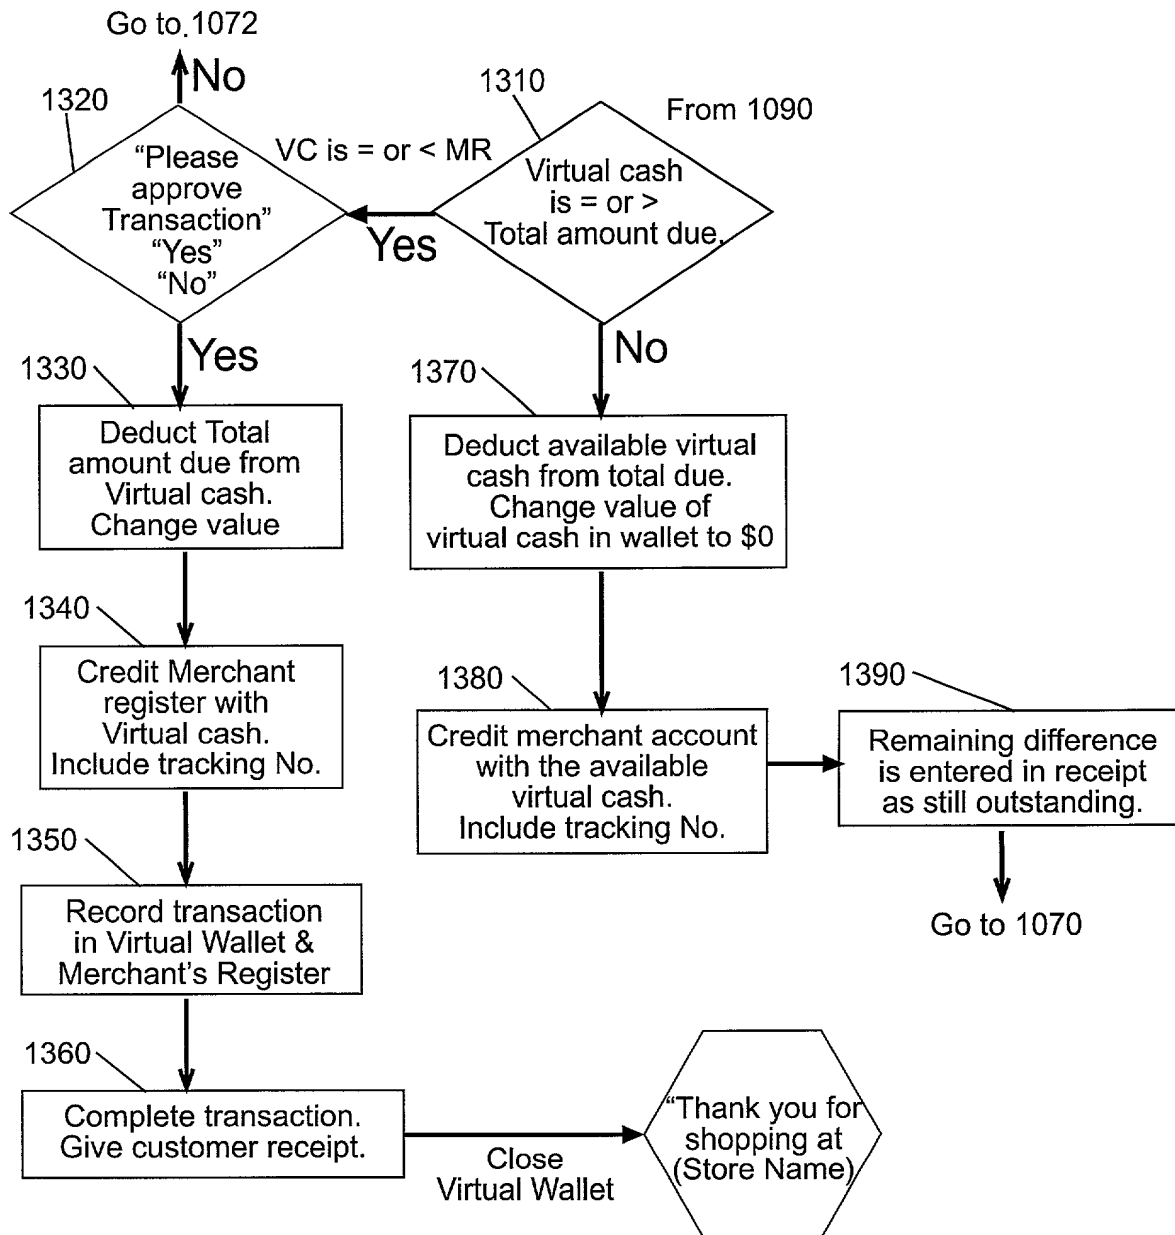 Go to 1072
No
1320
1310
From 1090
VC is = or < MR
“Please
approve
Transaction”
“Yes”
“No”
Virtual cash
is = or >
Total amount due.
Yes
Yes
No
1330
1370
Deduct Total
amount due from
Virtual cash.
Change value
Deduct available virtual
cash from total due.
Change value of
virtual cash in wallet to $0
1340
Credit Merchant
register with
Virtual cash.
Include tracking No.
1380
Credit merchant account
with the available
virtual cash.
Include tracking No.
1390
Remaining difference
is entered in receipt
as still outstanding.
Go to 1070
1350
Record transaction
in Virtual Wallet &
Merchant’s Register
1360
Complete transaction.
Give customer receipt.
Close
Virtual Wallet
“Thank you for
shopping at
(Store Name)